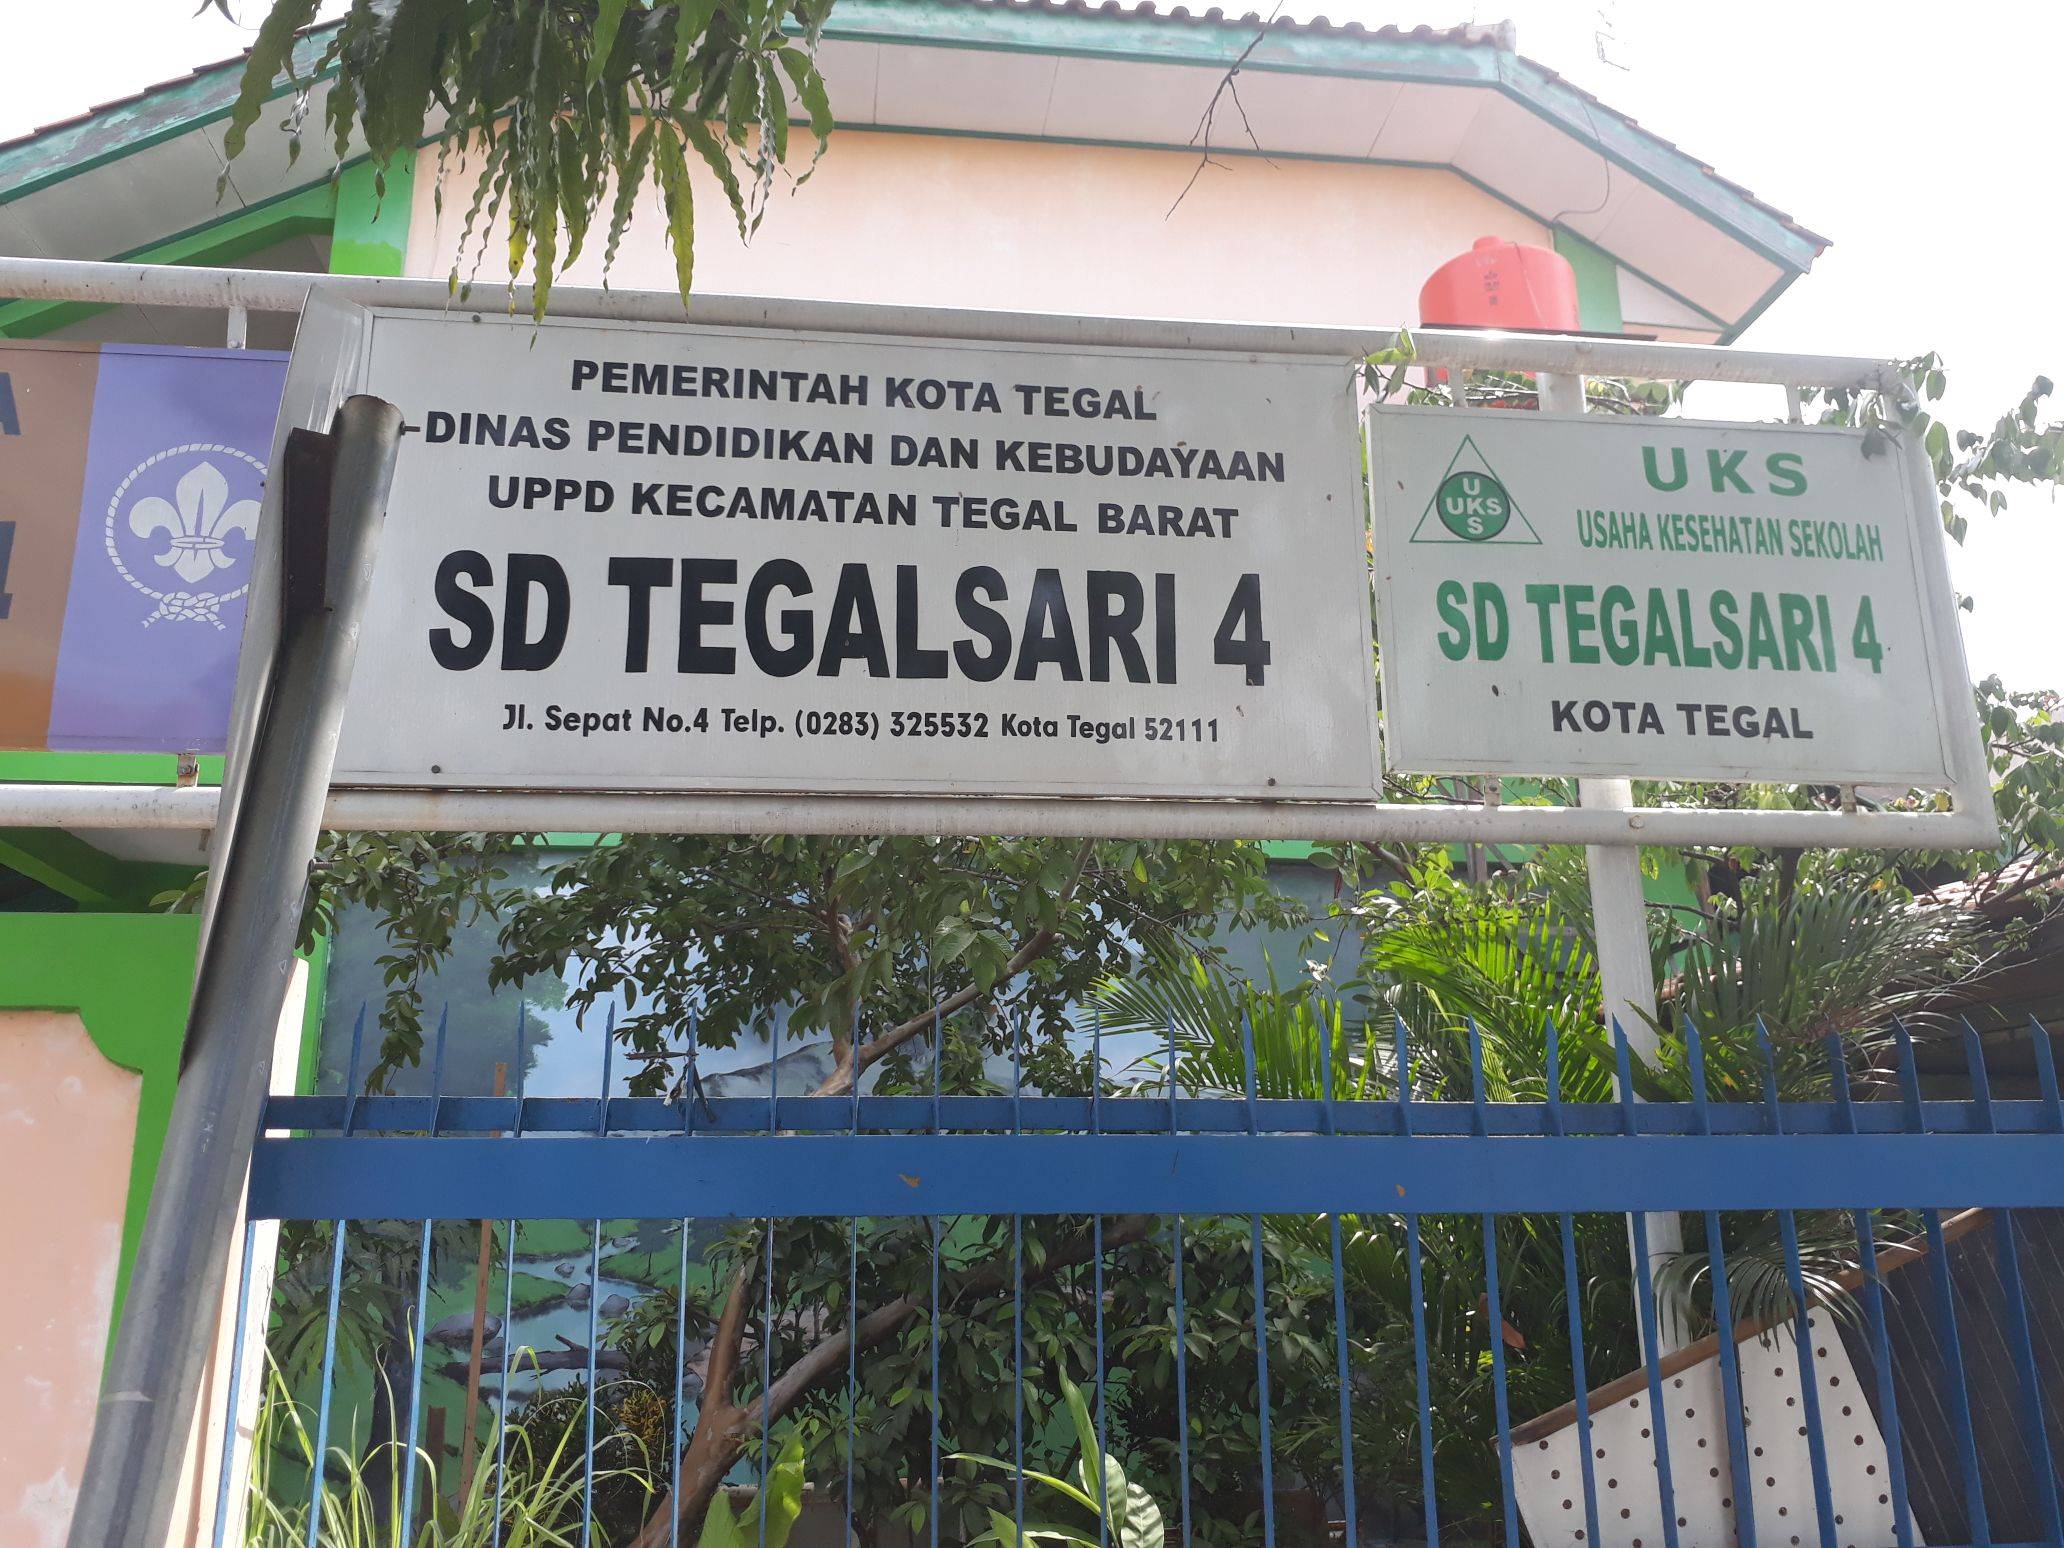 PEMERINTAH KOTA TEGAL
DINAS PENDIDIKAN DAN KEBUDAYAAN
UPPD KECAMATAN TEGAL BARAT
SD TEGALSARI 4
Jl. Sepat No.4 Telp. (0283) 325532 Kota Tegal 52111
U
UKS
S
UKS
USAHA KESEHATAN SEKOLAH
SD TEGALSARI 4
KOTA TEGAL